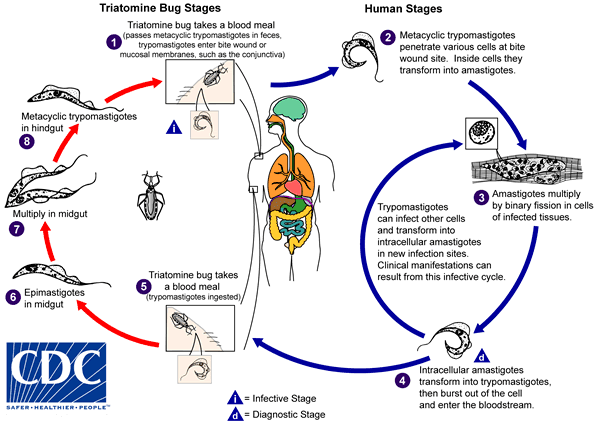 Triatomine Bug Stages
Human Stages
1
Triatomine bug takes a blood meal
(passes metacyclic trypomastigotes in feces,
trypomastigotes enter bite wound or
mucosal membranes, such as the conjunctiva)
i
2
Metacyclic trypomastigotes
penetrate various cells at bite
wound site. Inside cells they
transform into amastigotes.
3
Amastigotes multiply
by binary fission in cells
of infected tissues.
Trypomastigotes
can infect other cells
and transform into
intracellular amastigotes
in new infection sites.
Clinical manifestations can
result from this infective cycle.
d
4
Intracellular amastigotes
transform into trypomastigotes,
then burst out of the cell
and enter the bloodstream.
5
Triatomine bug takes
a blood meal
(trypomastigotes ingested)
6
Epimastigotes
in midgut
Multiply in midgut
7
Metacyclic trypomastigotes
in hindgut
8
i = Infective Stage
d = Diagnostic Stage
CDC
SAFER • HEALTHIER • PEOPLE™